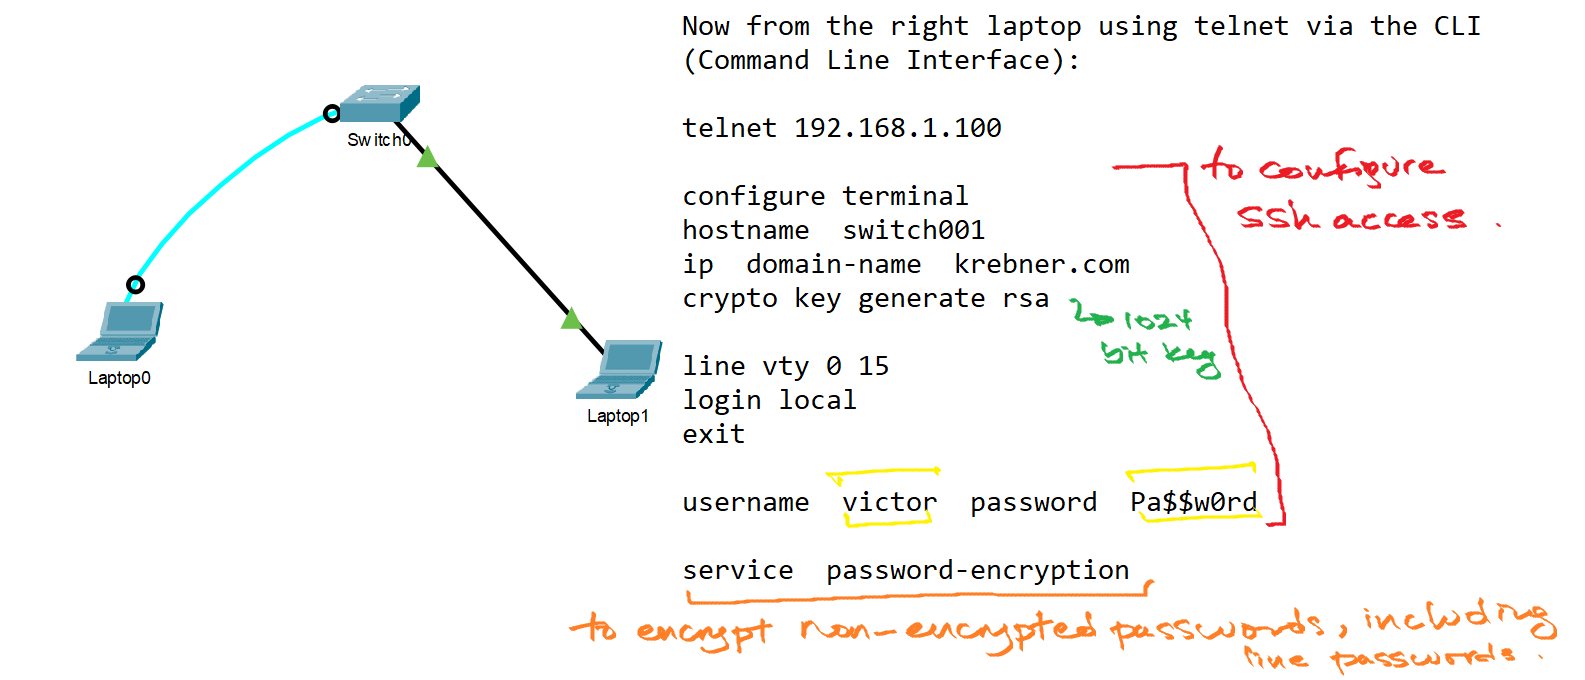 Now from the right laptop using telnet via the CLI
(Command Line Interface):
telnet 192.168.1.100
configure terminal
hostname switch001
ip domain-name krebner.com
crypto key generate rsa
line vty 0 15
login local
exit
username victor password Pa$$w0rd
service password-encryption
to configure
ssh access.
1024
bit key
to encrypt non-encrypted passwords, including
line passwords.
Switch0
Laptop0
Laptop1